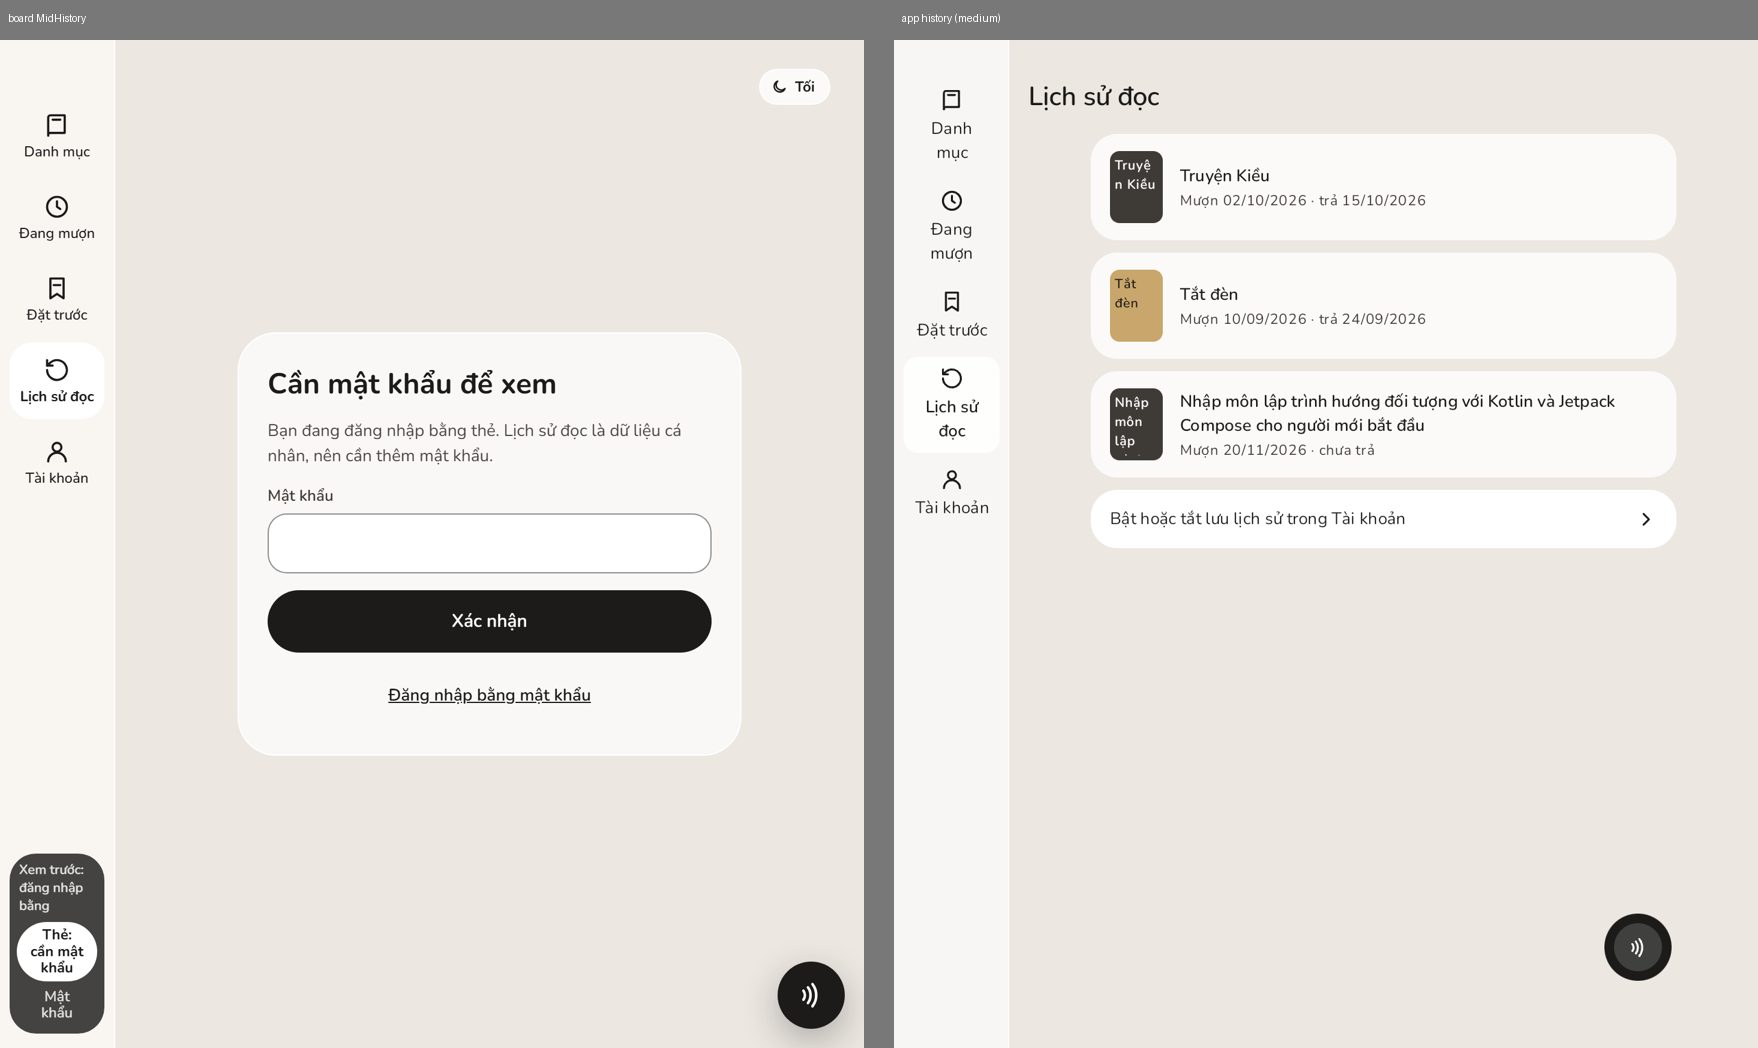 board MidHistory
Danh mục
Đang mượn
Đặt trước
Lịch sử đọc
Tài khoản
Xem trước:
đăng nhập
bằng
Thẻ:
cần mật
khẩu
Mật
khẩu
Tối
Cần mật khẩu để xem
Bạn đang đăng nhập bằng thẻ. Lịch sử đọc là dữ liệu cá
nhân, nên cần thêm mật khẩu.
Mật khẩu
Xác nhận
Đăng nhập bằng mật khẩu
app history (medium)
Danh
mục
Đang
mượn
Đặt trước
Lịch sử
đọc
Tài khoản
Lịch sử đọc
Truyệ
n Kiều
Truyện Kiều
Mượn 02/10/2026 · trả 15/10/2026
Tắt
đèn
Tắt đèn
Mượn 10/09/2026 · trả 24/09/2026
Nhập
môn
lập
Nhập môn lập trình hướng đối tượng với Kotlin và Jetpack
Compose cho người mới bắt đầu
Mượn 20/11/2026 · chưa trả
Bật hoặc tắt lưu lịch sử trong Tài khoản